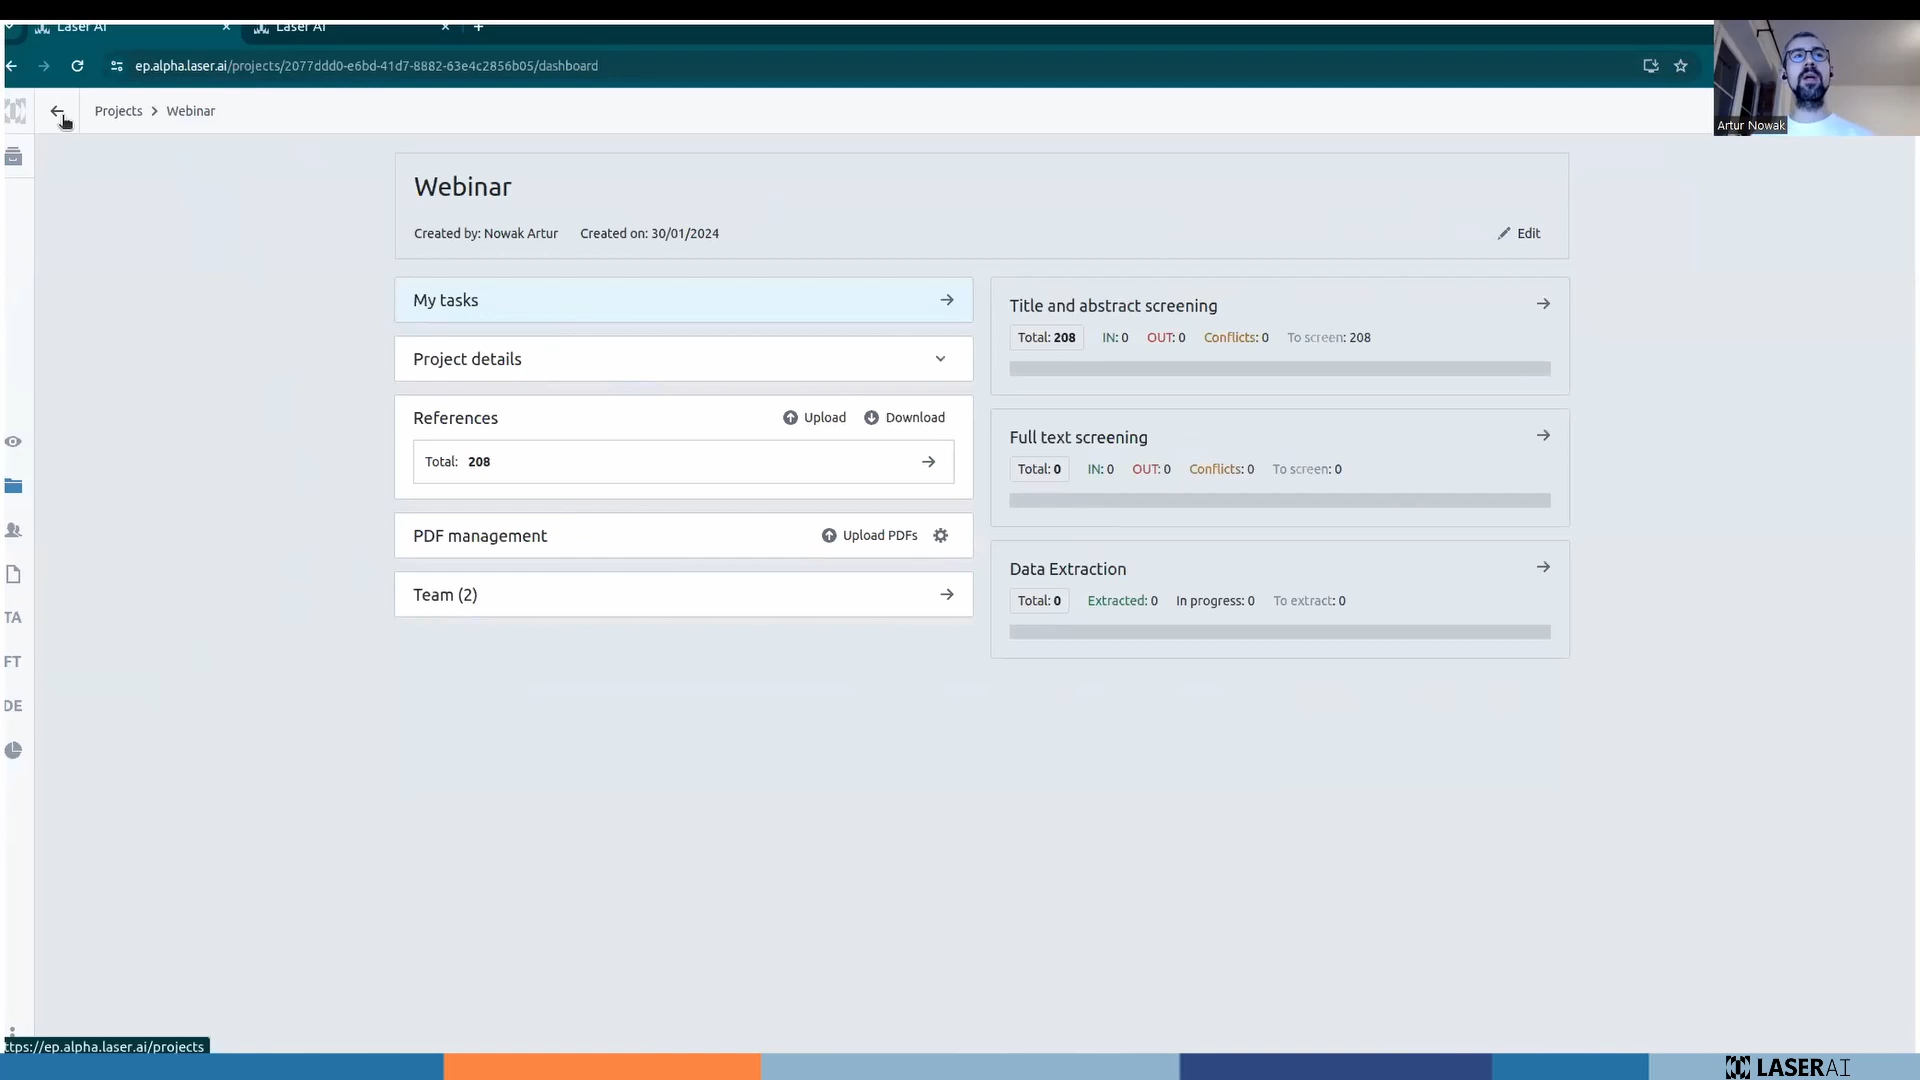 Laser AI
Laser AI
ep.alpha.laser.ai/projects/2077ddd0-e6bd-41d7-8882-63e4c2856b05/dashboard
Artur Nowak
Projects > Webinar
Webinar
Created by: Nowak Artur Created on: 30/01/2024 Edit
My tasks
Project details
References Upload Download
Total: 208
PDF management Upload PDFs
Team (2)
Title and abstract screening
Total: 208 IN: 0 OUT: 0 Conflicts: 0 To screen: 208
Full text screening
Total: 0 IN: 0 OUT: 0 Conflicts: 0 To screen: 0
Data Extraction
Total: 0 Extracted: 0 In progress: 0 To extract: 0
TA
FT
DE
ttps://ep.alpha.laser.ai/projects
LASERAI